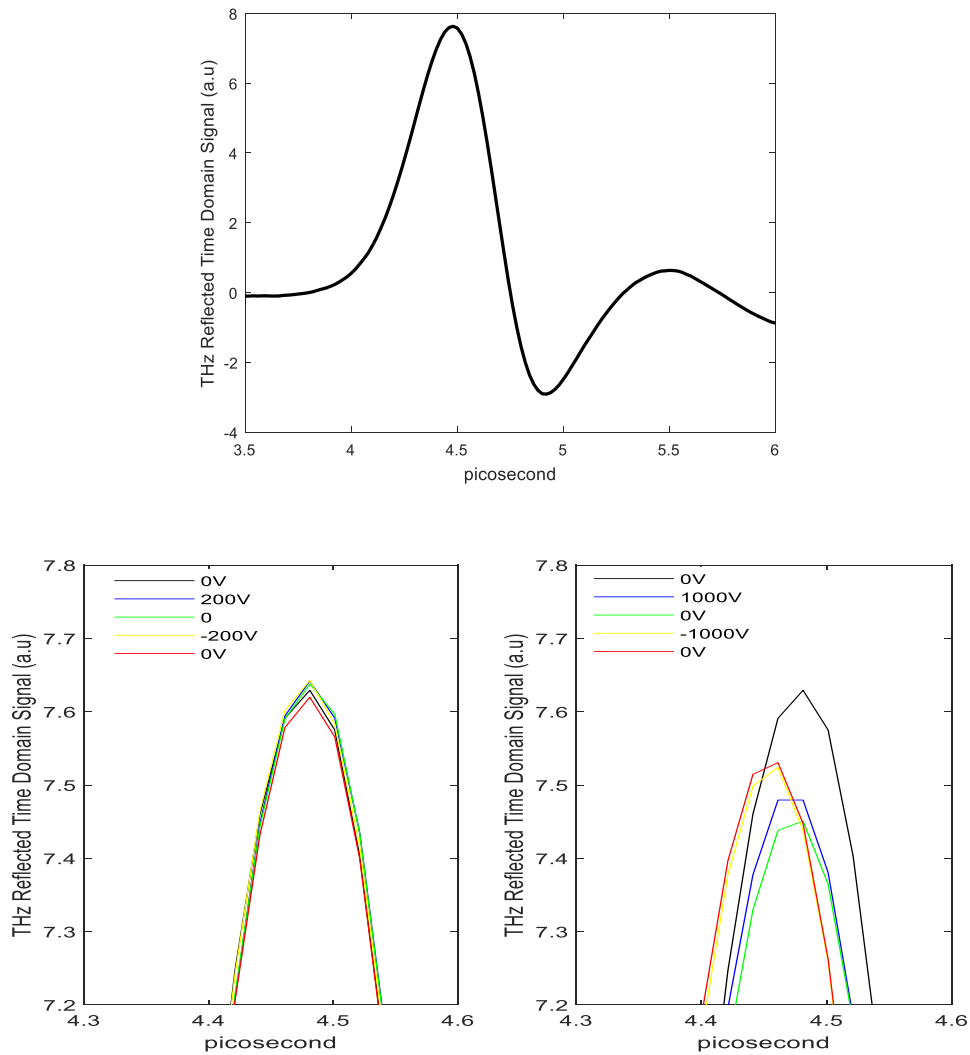 8
6
4
2
0
-2
-4
THz Reflected Time Domain Signal (a.u)
3.5 4 4.5 5 5.5 6
picosecond
7.8
7.7
7.6
7.5
7.4
7.3
7.2
THz Reflected Time Domain Signal (a.u)
0V
200V
0
-200V
0V
4.3 4.4 4.5 4.6
picosecond
7.8
7.7
7.6
7.5
7.4
7.3
7.2
THz Reflected Time Domain Signal (a.u)
0V
1000V
0V
-1000V
0V
4.3 4.4 4.5 4.6
picosecond